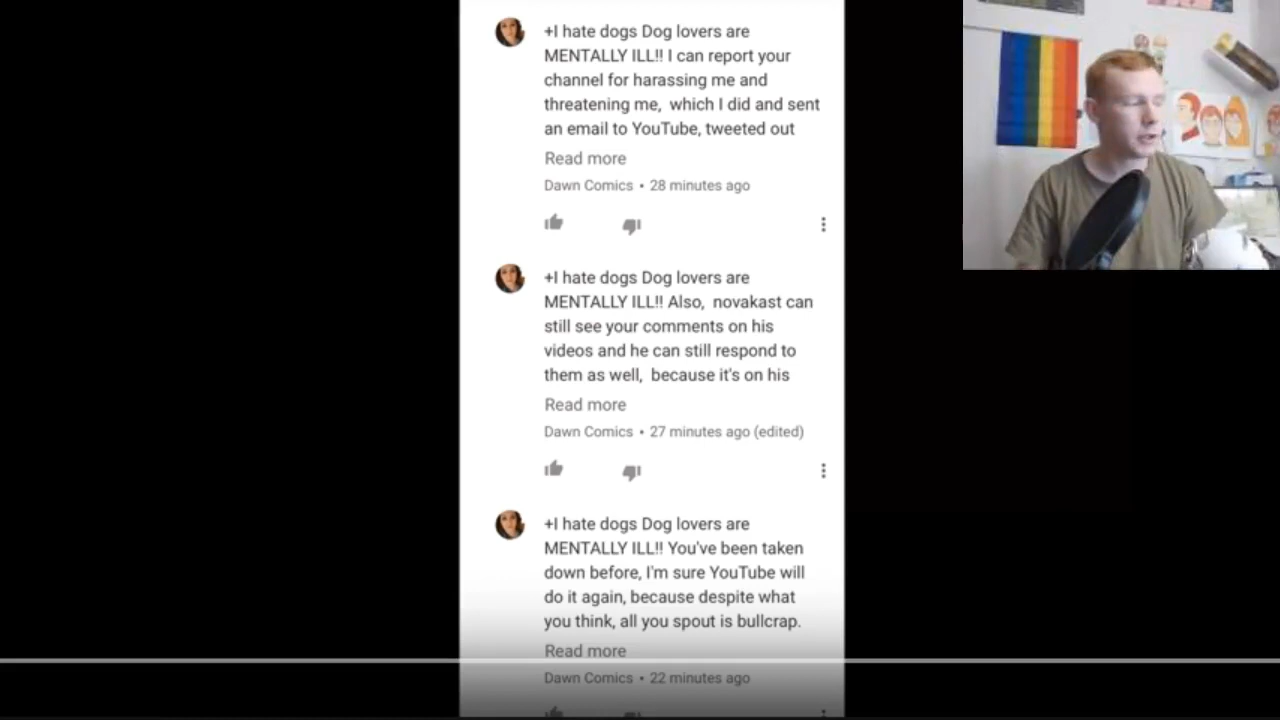 +I hate dogs Dog lovers are
MENTALLY ILL!! I can report your
channel for harassing me and
threatening me,  which I did and sent
an email to YouTube, tweeted out
Read more
Dawn Comics • 28 minutes ago
+I hate dogs Dog lovers are
MENTALLY ILL!! Also,  novakast can
still see your comments on his
videos and he can still respond to
them as well,  because it's on his
Read more
Dawn Comics • 27 minutes ago (edited)
+I hate dogs Dog lovers are
MENTALLY ILL!! You've been taken
down before, I'm sure YouTube will
do it again, because despite what
you think, all you spout is bullcrap.
Read more
Dawn Comics • 22 minutes ago